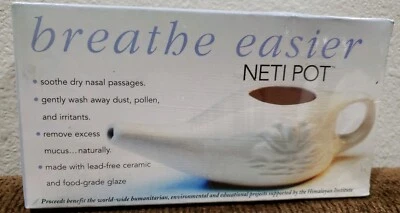 breathe easier
NETI POT™
• soothe dry nasal passages.
• gently wash away dust, pollen,
and irritants.
• remove excess
mucus...naturally.
• made with lead-free ceramic
and food-grade glaze
Proceeds benefit the world-wide humanitarian, environmental and educational projects supported by the Himalayan Institute